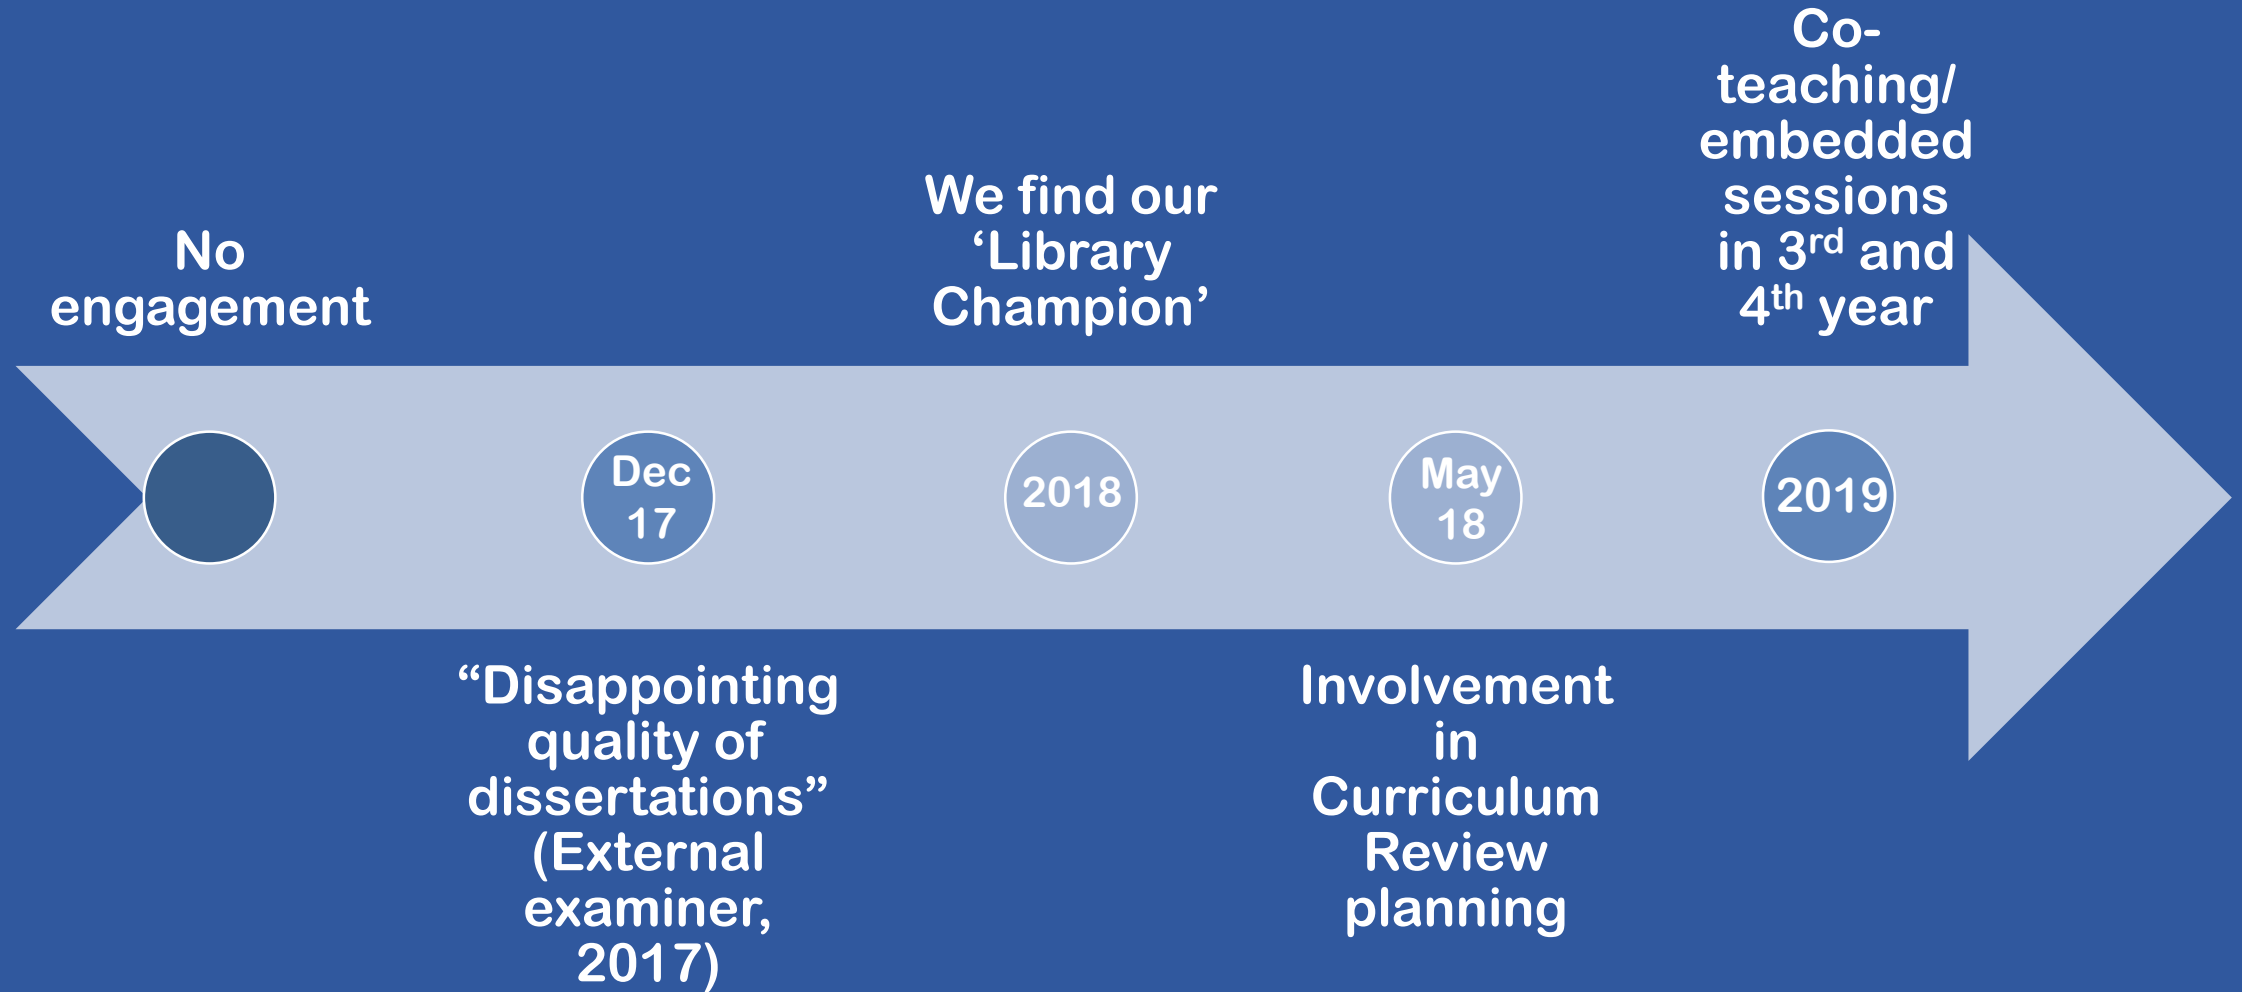 No
engagement
Dec
17
“Disappointing
quality of
dissertations”
(External
examiner,
2017)
We find our
‘Library
Champion’
2018
May
18
Involvement
in
Curriculum
Review
planning
Co-
teaching/
embedded
sessions
in 3rd and
4th year
2019